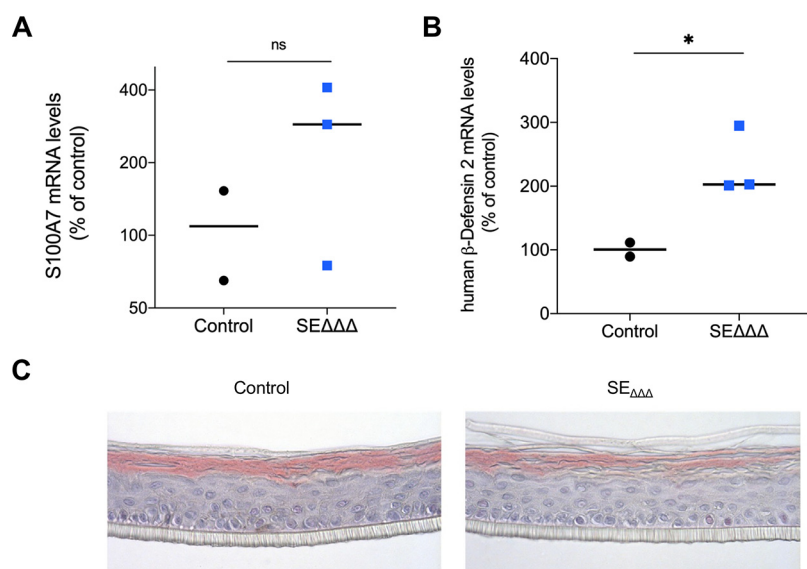 A
ns
S100A7 mRNA levels
(% of control)
400
200
100
50
Control
SEΔΔΔ
B
*
human β-Defensin 2 mRNA levels
(% of control)
400
300
200
100
0
Control
SEΔΔΔ
C
Control
SEΔΔΔ